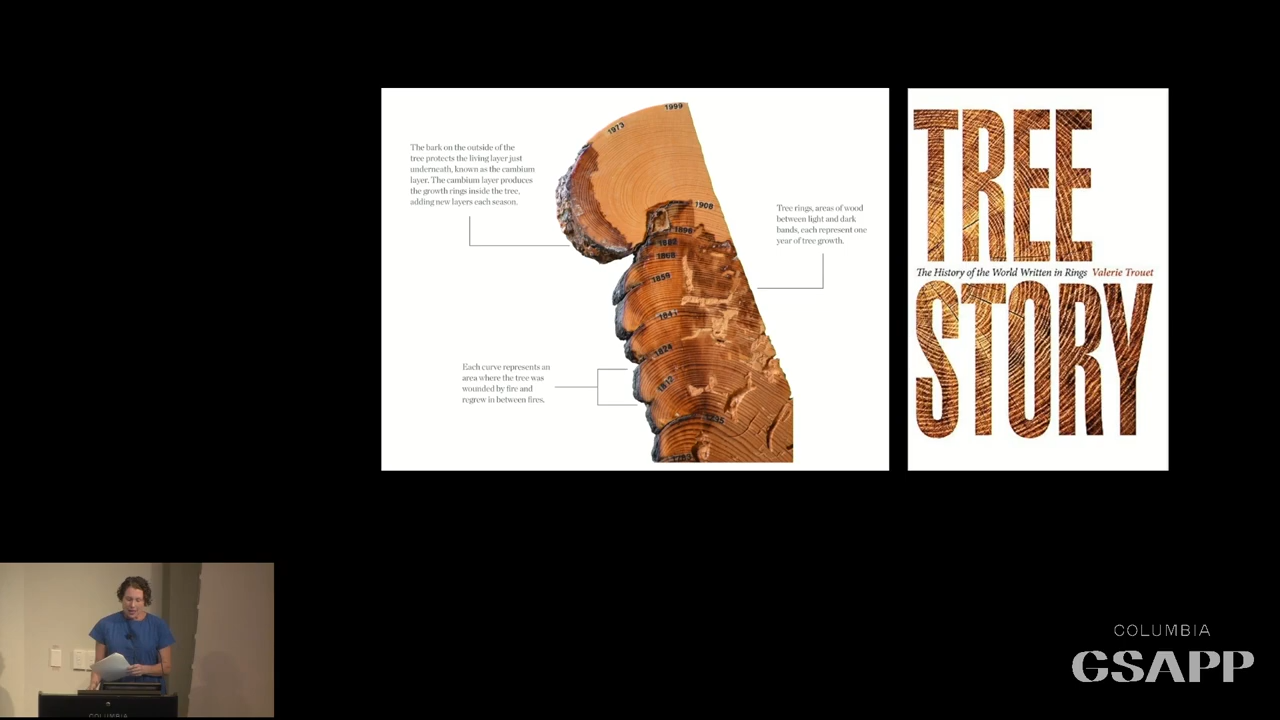 The bark on the outside of the
tree protects the living layer just
underneath, known as the cambium
layer. The cambium layer produces
the growth rings inside the tree,
adding new layers each season.
1999
1973
1908
Tree rings, areas of wood
between light and dark
bands, each represent one
year of tree growth.
1868
1859
1841
1824
1812
Each curve represents an
area where the tree was
wounded by fire and
regrew in between fires.
TREE
The History of the World Written in Rings Valerie Trouet
STORY
COLUMBIA
GSAPP
COLUMBIA